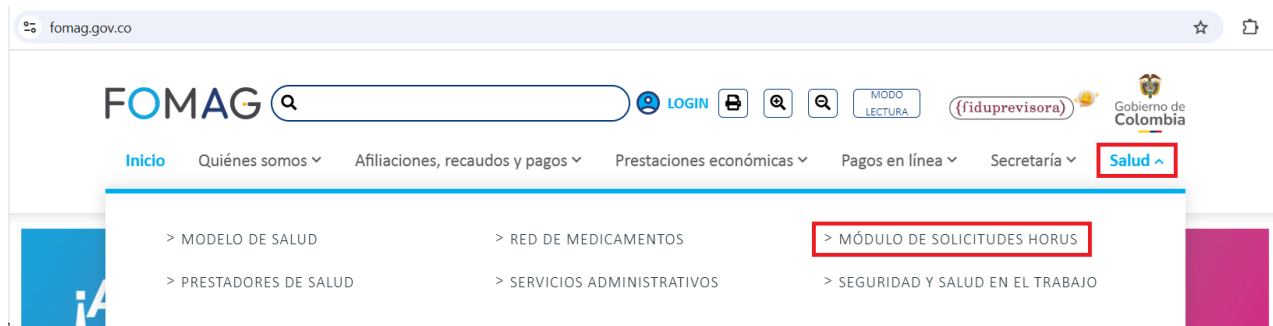 fomag.gov.co
FOMAG
LOGIN
MODO
LECTURA
{fiduprevisora)
Gobierno de
Colombia
Inicio Quiénes somos Afiliaciones, recaudos y pagos Prestaciones económicas Pagos en línea Secretaría Salud
> MODELO DE SALUD > RED DE MEDICAMENTOS > MÓDULO DE SOLICITUDES HORUS
> PRESTADORES DE SALUD > SERVICIOS ADMINISTRATIVOS > SEGURIDAD Y SALUD EN EL TRABAJO